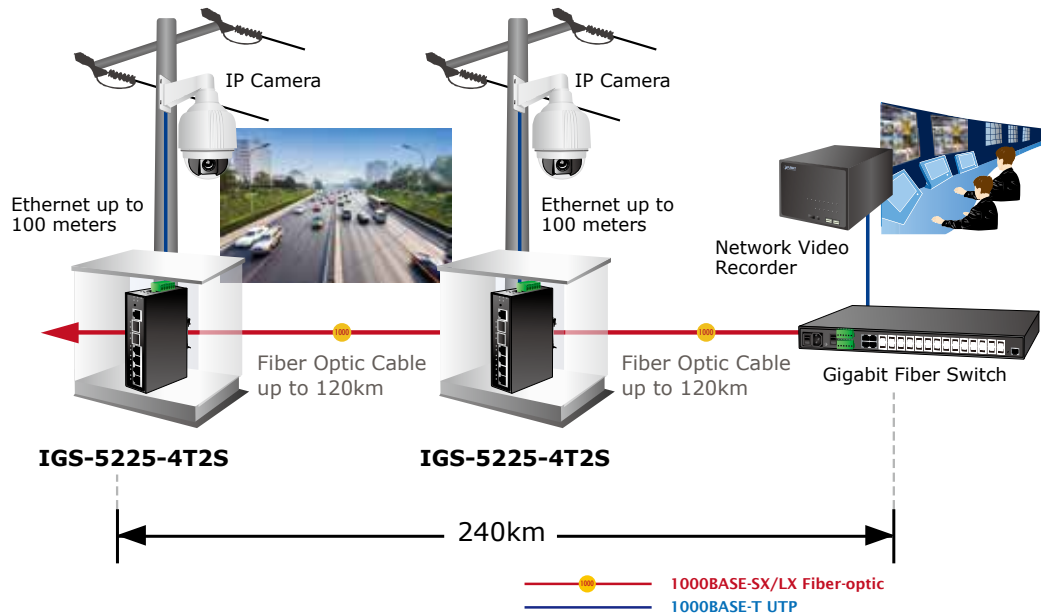 IP Camera
IP Camera
Ethernet up to
100 meters
Ethernet up to
100 meters
Network Video
Recorder
1000
1000
Fiber Optic Cable
up to 120km
Fiber Optic Cable
up to 120km
Gigabit Fiber Switch
IGS-5225-4T2S
IGS-5225-4T2S
240km
1000
1000BASE-SX/LX Fiber-optic
1000BASE-T UTP